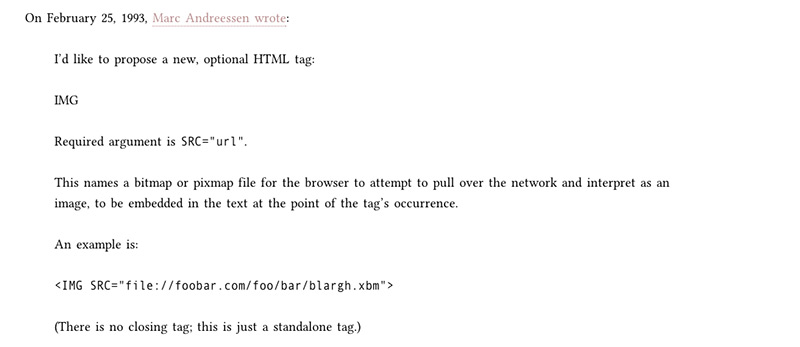 On February 25, 1993, Marc Andreessen wrote:
I'd like to propose a new, optional HTML tag:
IMG
Required argument is SRC="url".
This names a bitmap or pixmap file for the browser to attempt to pull over the network and interpret as an
image, to be embedded in the text at the point of the tag's occurrence.
An example is:
<IMG SRC="file://foobar.com/foo/bar/blargh.xbm">
(There is no closing tag; this is just a standalone tag.)